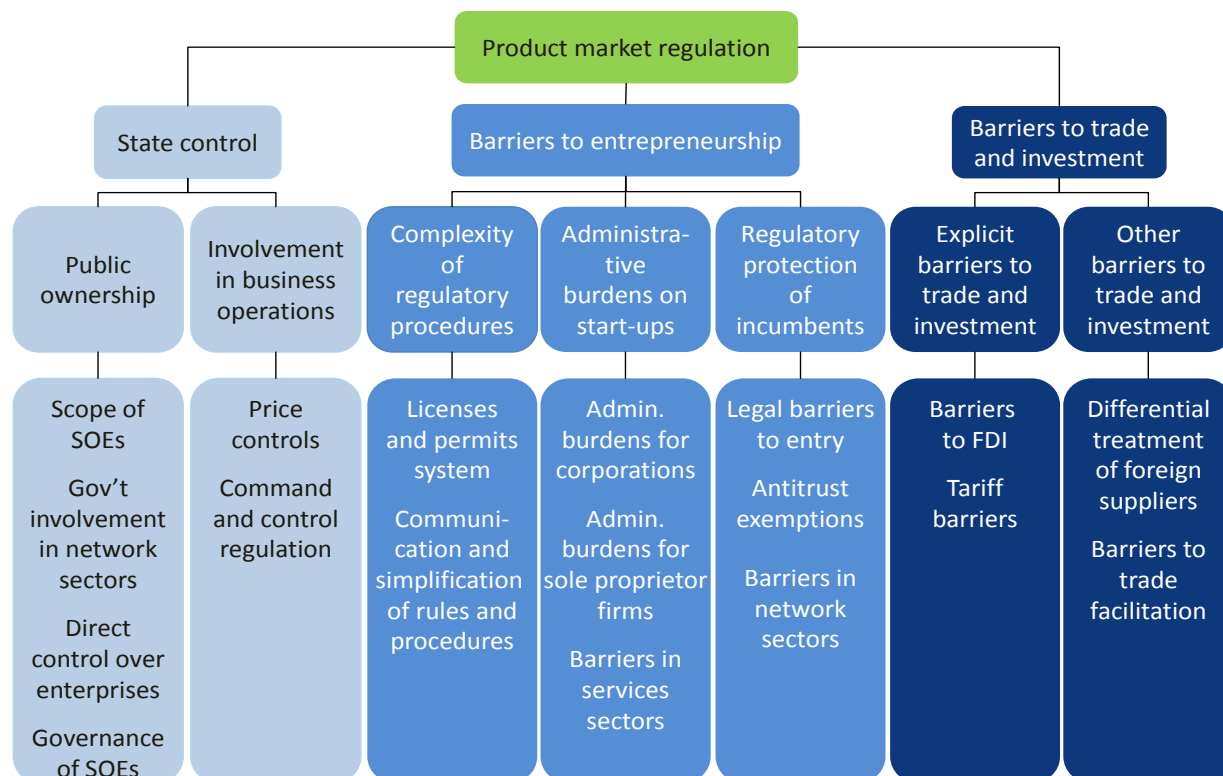 Product market regulation
State control
Barriers to entrepreneurship
Barriers to trade
and investment
Public
ownership
Involvement
in business
operations
Complexity
of
regulatory
procedures
Administra-
tive
burdens on
start-ups
Regulatory
protection
of
incumbents
Explicit
barriers to
trade and
investment
Other
barriers to
trade and
investment
Scope of
SOEs
Gov’t
involvement
in network
sectors
Direct
control over
enterprises
Governance
of SOEs
Price
controls
Command
and control
regulation
Licenses
and permits
system
Communi-
cation and
simplification
of rules and
procedures
Admin.
burdens for
corporations
Admin.
burdens for
sole proprietor
firms
Barriers in
services
sectors
Legal barriers
to entry
Antitrust
exemptions
Barriers in
network
sectors
Barriers
to FDI
Tariff
barriers
Differential
treatment
of foreign
suppliers
Barriers to
trade
facilitation